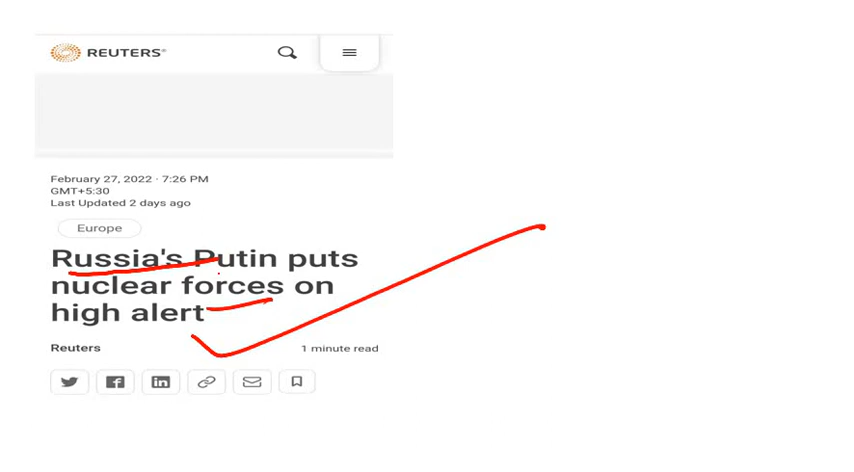 REUTERS®
February 27, 2022 · 7:26 PM
GMT+5:30
Last Updated 2 days ago
Europe
Russia's Putin puts
nuclear forces on
high alert
Reuters 1 minute read